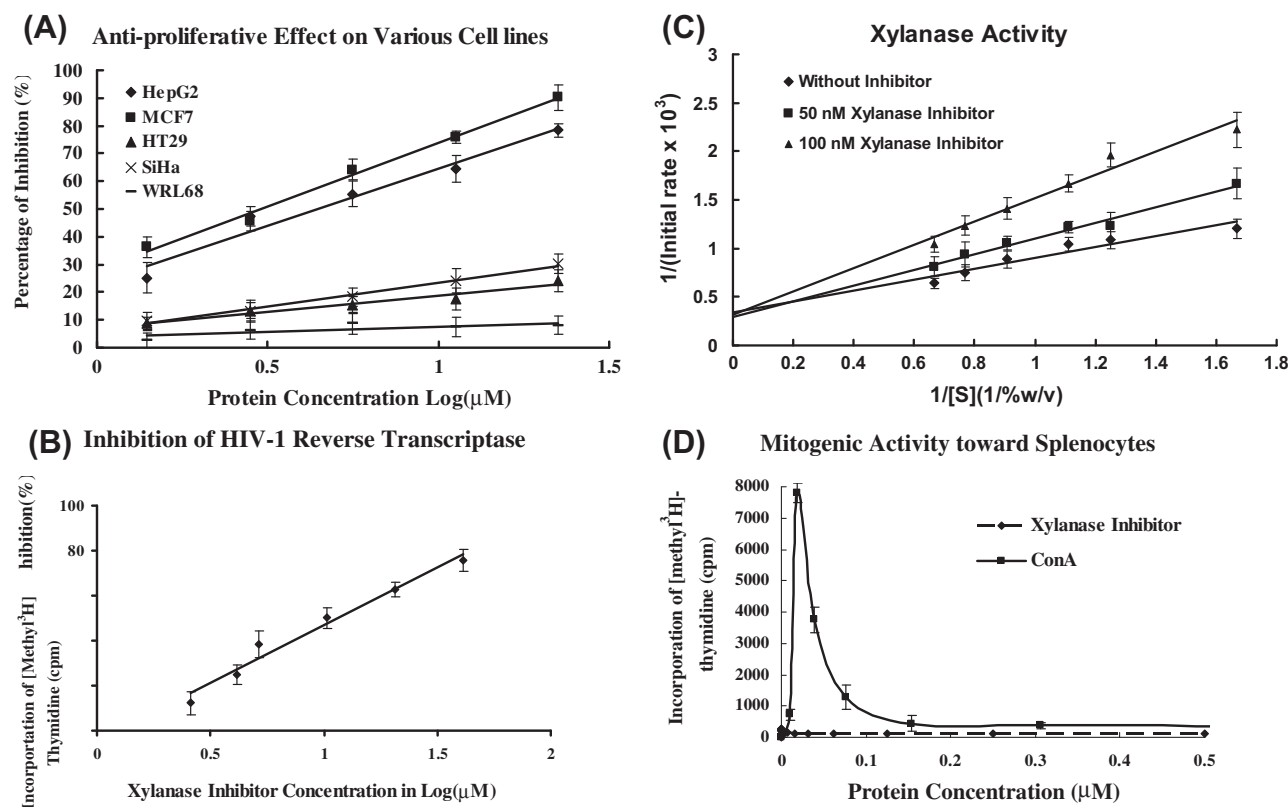 (A)
Anti-proliferative Effect on Various Cell lines
Percentage of Inhibition (%)
100
90
80
70
60
50
40
30
20
10
0
HepG2
MCF7
HT29
SiHa
WRL68
0
0.5
1
1.5
Protein Concentration Log(μM)
(C)
Xylanase Activity
1/(Initial rate x 10³)
2.5
2
1.5
1
0.5
0
Without Inhibitor
50 nM Xylanase Inhibitor
100 nM Xylanase Inhibitor
0
0.2
0.4
0.6
0.8
1
1.2
1.4
1.6
1.8
1/[S](1/%w/v)
(B)
Inhibition of HIV-1 Reverse Transcriptase
hibition(%)
[ncorportation of [Methyl³H]
Thymidine (cpm)
100
80
0
0.5
1
1.5
2
Xylanase Inhibitor Concentration in Log(μM)
(D)
Mitogenic Activity toward Splenocytes
Incorporation of [methyl³H]-
thymidine (cpm)
8000
7000
6000
5000
4000
3000
2000
1000
0
Xylanase Inhibitor
ConA
0
0.1
0.2
0.3
0.4
0.5
Protein Concentration (μM)